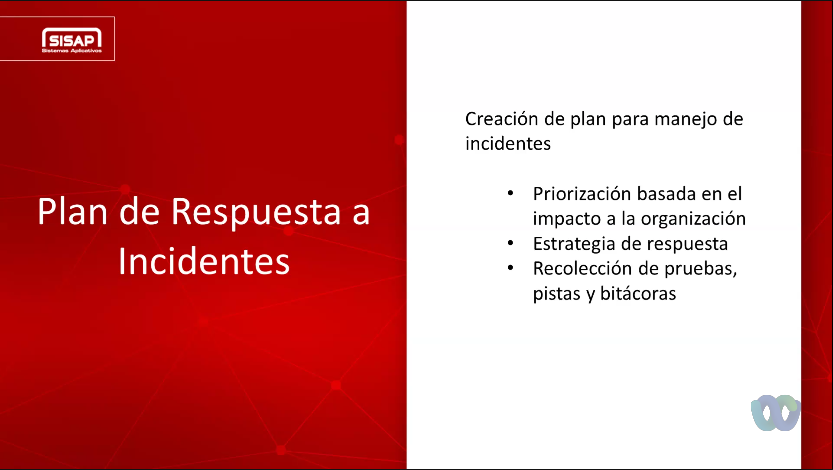 SISAP
Sistemas Aplicativos
Plan de Respuesta a
Incidentes
Creación de plan para manejo de
incidentes
• Priorización basada en el
impacto a la organización
• Estrategia de respuesta
• Recolección de pruebas,
pistas y bitácoras